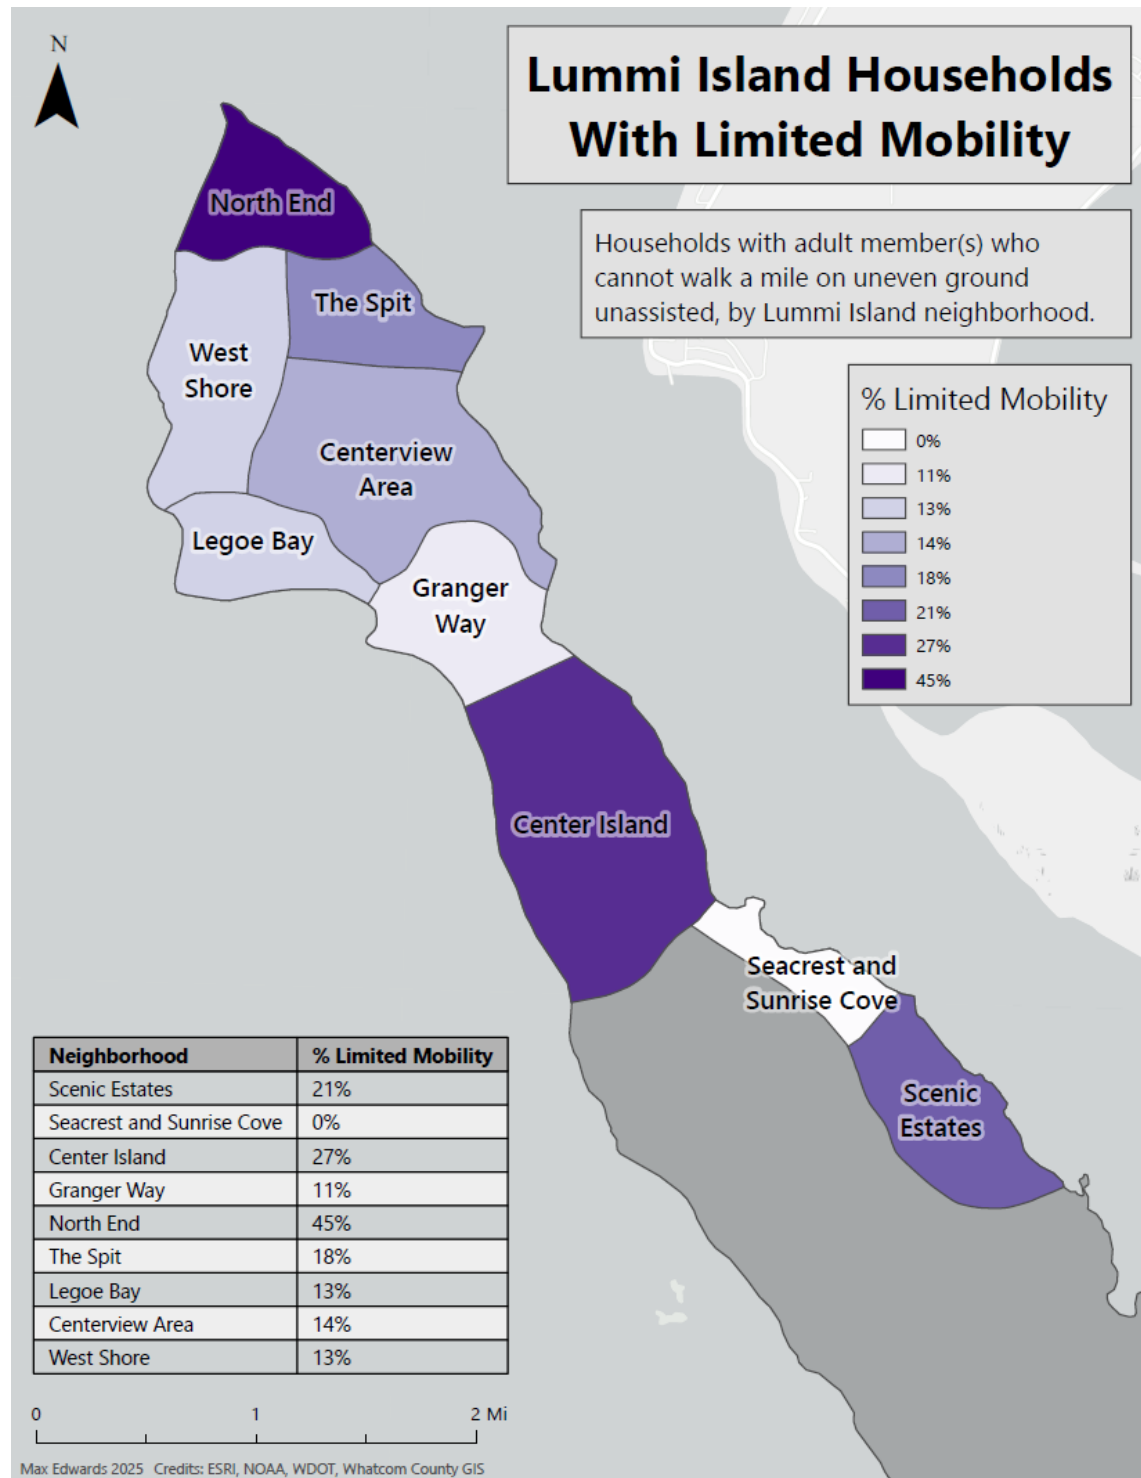 N
Lummi Island Households
With Limited Mobility
Households with adult member(s) who
cannot walk a mile on uneven ground
unassisted, by Lummi Island neighborhood.
% Limited Mobility
0%
11%
13%
14%
18%
21%
27%
45%
North End
The Spit
West
Shore
Centerview
Area
Legoe Bay
Granger
Way
Center Island
Seacrest and
Sunrise Cove
Scenic
Estates
Neighborhood % Limited Mobility
Scenic Estates 21%
Seacrest and Sunrise Cove 0%
Center Island 27%
Granger Way 11%
North End 45%
The Spit 18%
Legoe Bay 13%
Centerview Area 14%
West Shore 13%
0 1 2 Mi
Max Edwards 2025 Credits: ESRI, NOAA, WDOT, Whatcom County GIS